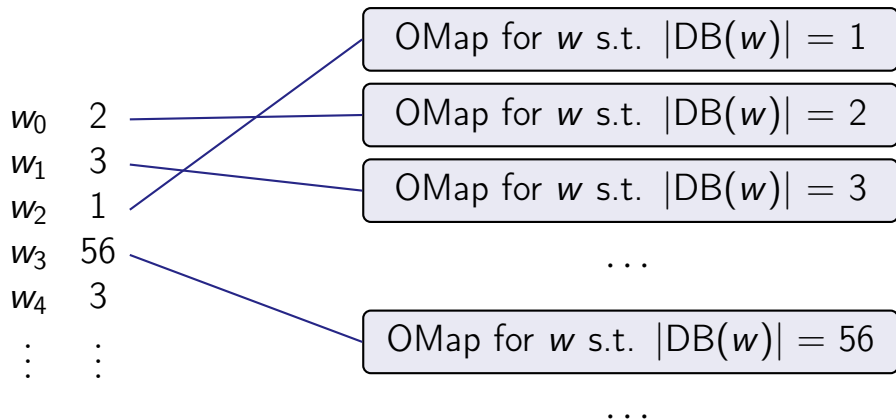 OMap for w s.t. |DB(w)| = 1
w₀ 2
OMap for w s.t. |DB(w)| = 2
w₁ 3
OMap for w s.t. |DB(w)| = 3
w₂ 1
w₃ 56
. . .
w₄ 3
OMap for w s.t. |DB(w)| = 56
⋮ ⋮
. . .